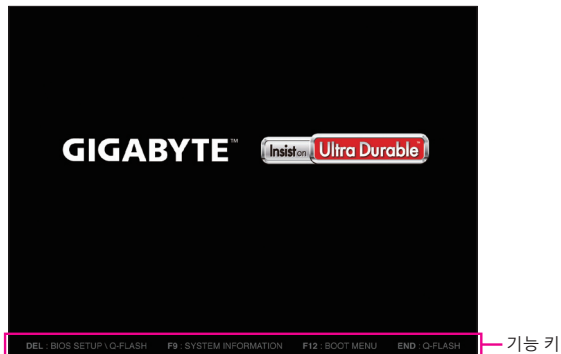 GIGABYTE™
Insist on Ultra Durable™
DEL : BIOS SETUP \ Q-FLASH F9 : SYSTEM INFORMATION F12 : BOOT MENU END : Q-FLASH
기능 키